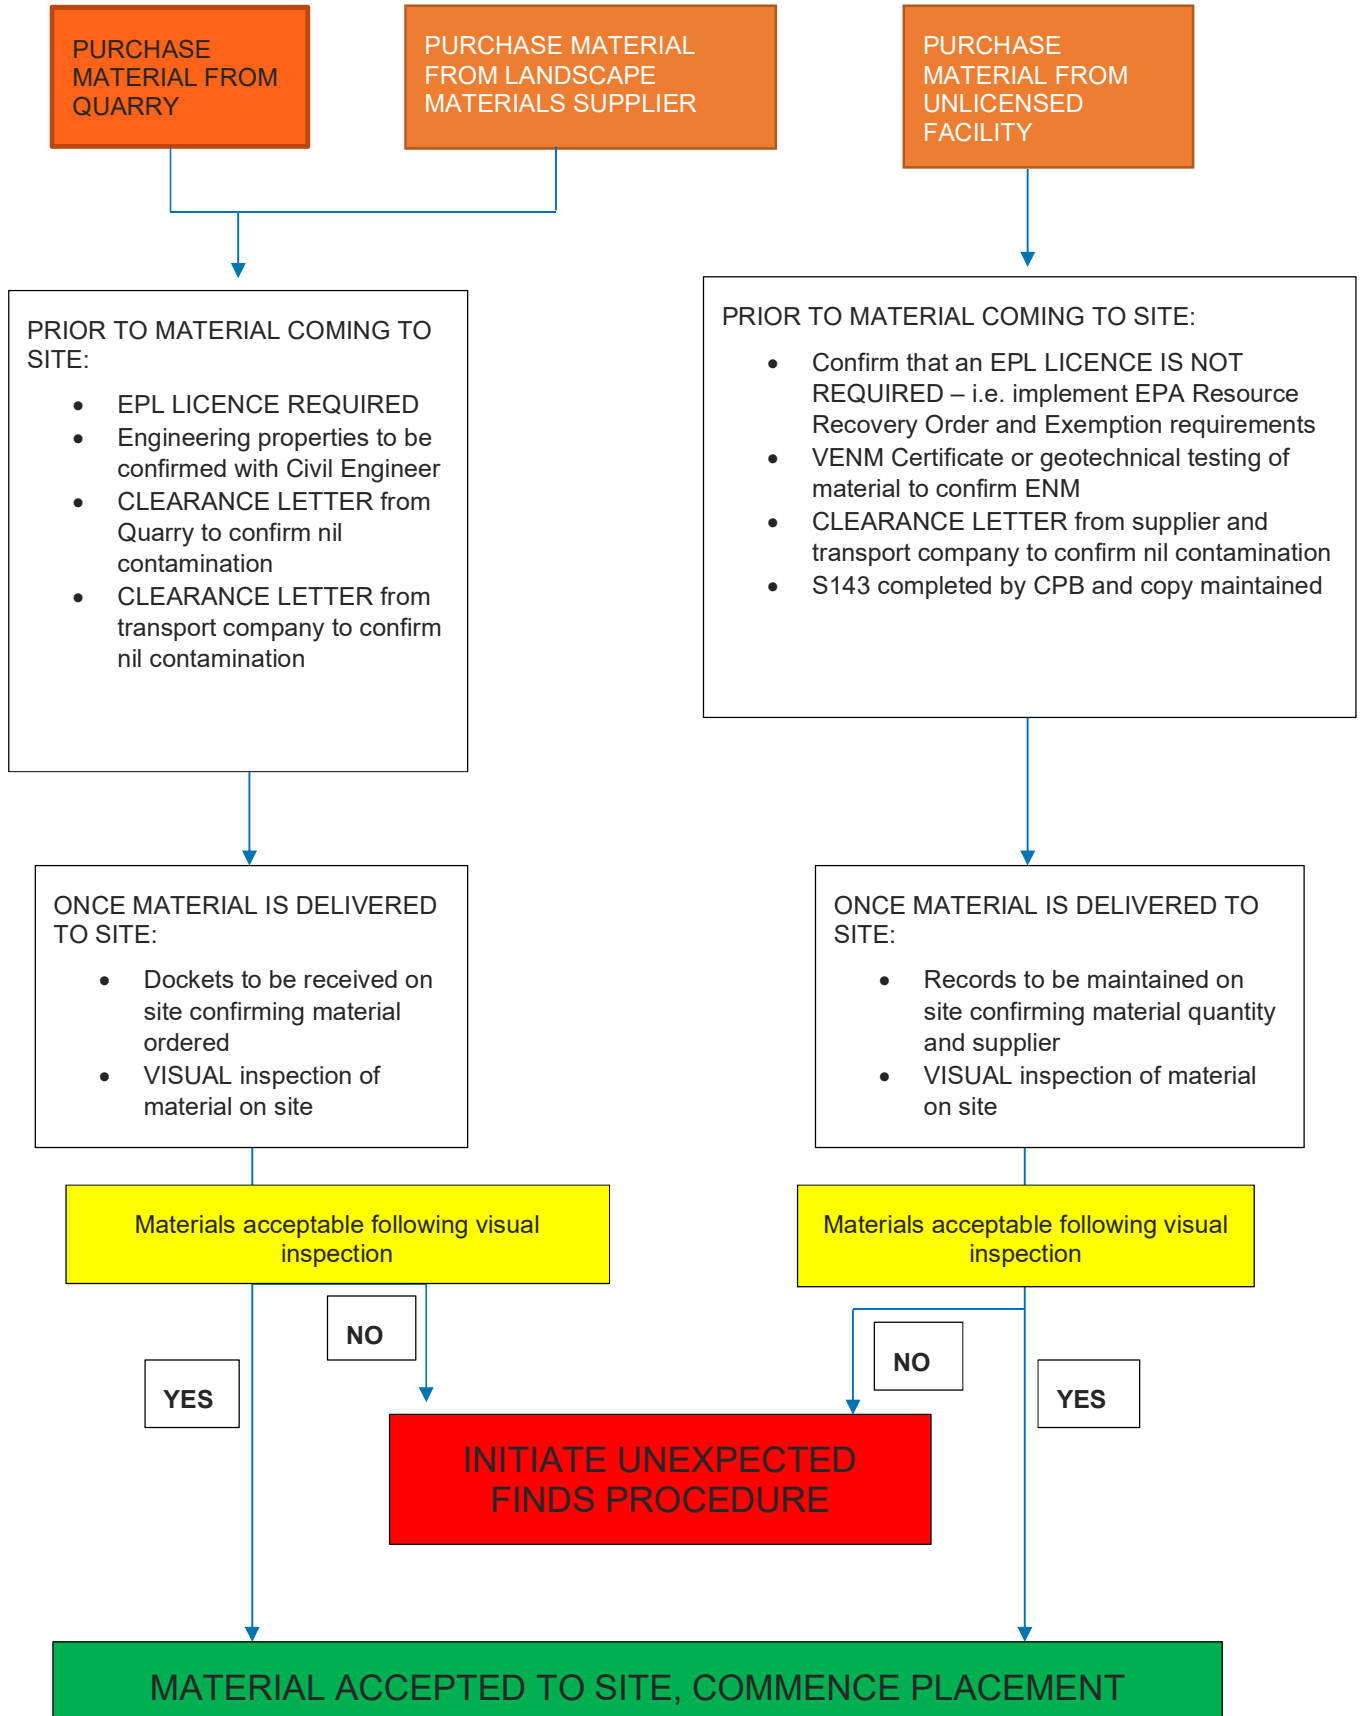 PURCHASE
MATERIAL FROM
QUARRY
PURCHASE MATERIAL
FROM LANDSCAPE
MATERIALS SUPPLIER
PURCHASE
MATERIAL FROM
UNLICENSED
FACILITY
PRIOR TO MATERIAL COMING TO
SITE:
• EPL LICENCE REQUIRED
• Engineering properties to be
confirmed with Civil Engineer
• CLEARANCE LETTER from
Quarry to confirm nil
contamination
• CLEARANCE LETTER from
transport company to confirm
nil contamination
PRIOR TO MATERIAL COMING TO SITE:
• Confirm that an EPL LICENCE IS NOT
REQUIRED – i.e. implement EPA Resource
Recovery Order and Exemption requirements
• VENM Certificate or geotechnical testing of
material to confirm ENM
• CLEARANCE LETTER from supplier and
transport company to confirm nil contamination
• S143 completed by CPB and copy maintained
ONCE MATERIAL IS DELIVERED
TO SITE:
• Dockets to be received on
site confirming material
ordered
• VISUAL inspection of
material on site
ONCE MATERIAL IS DELIVERED TO
SITE:
• Records to be maintained on
site confirming material quantity
and supplier
• VISUAL inspection of material
on site
Materials acceptable following visual
inspection
Materials acceptable following visual
inspection
NO
YES
NO
YES
INITIATE UNEXPECTED
FINDS PROCEDURE
MATERIAL ACCEPTED TO SITE, COMMENCE PLACEMENT